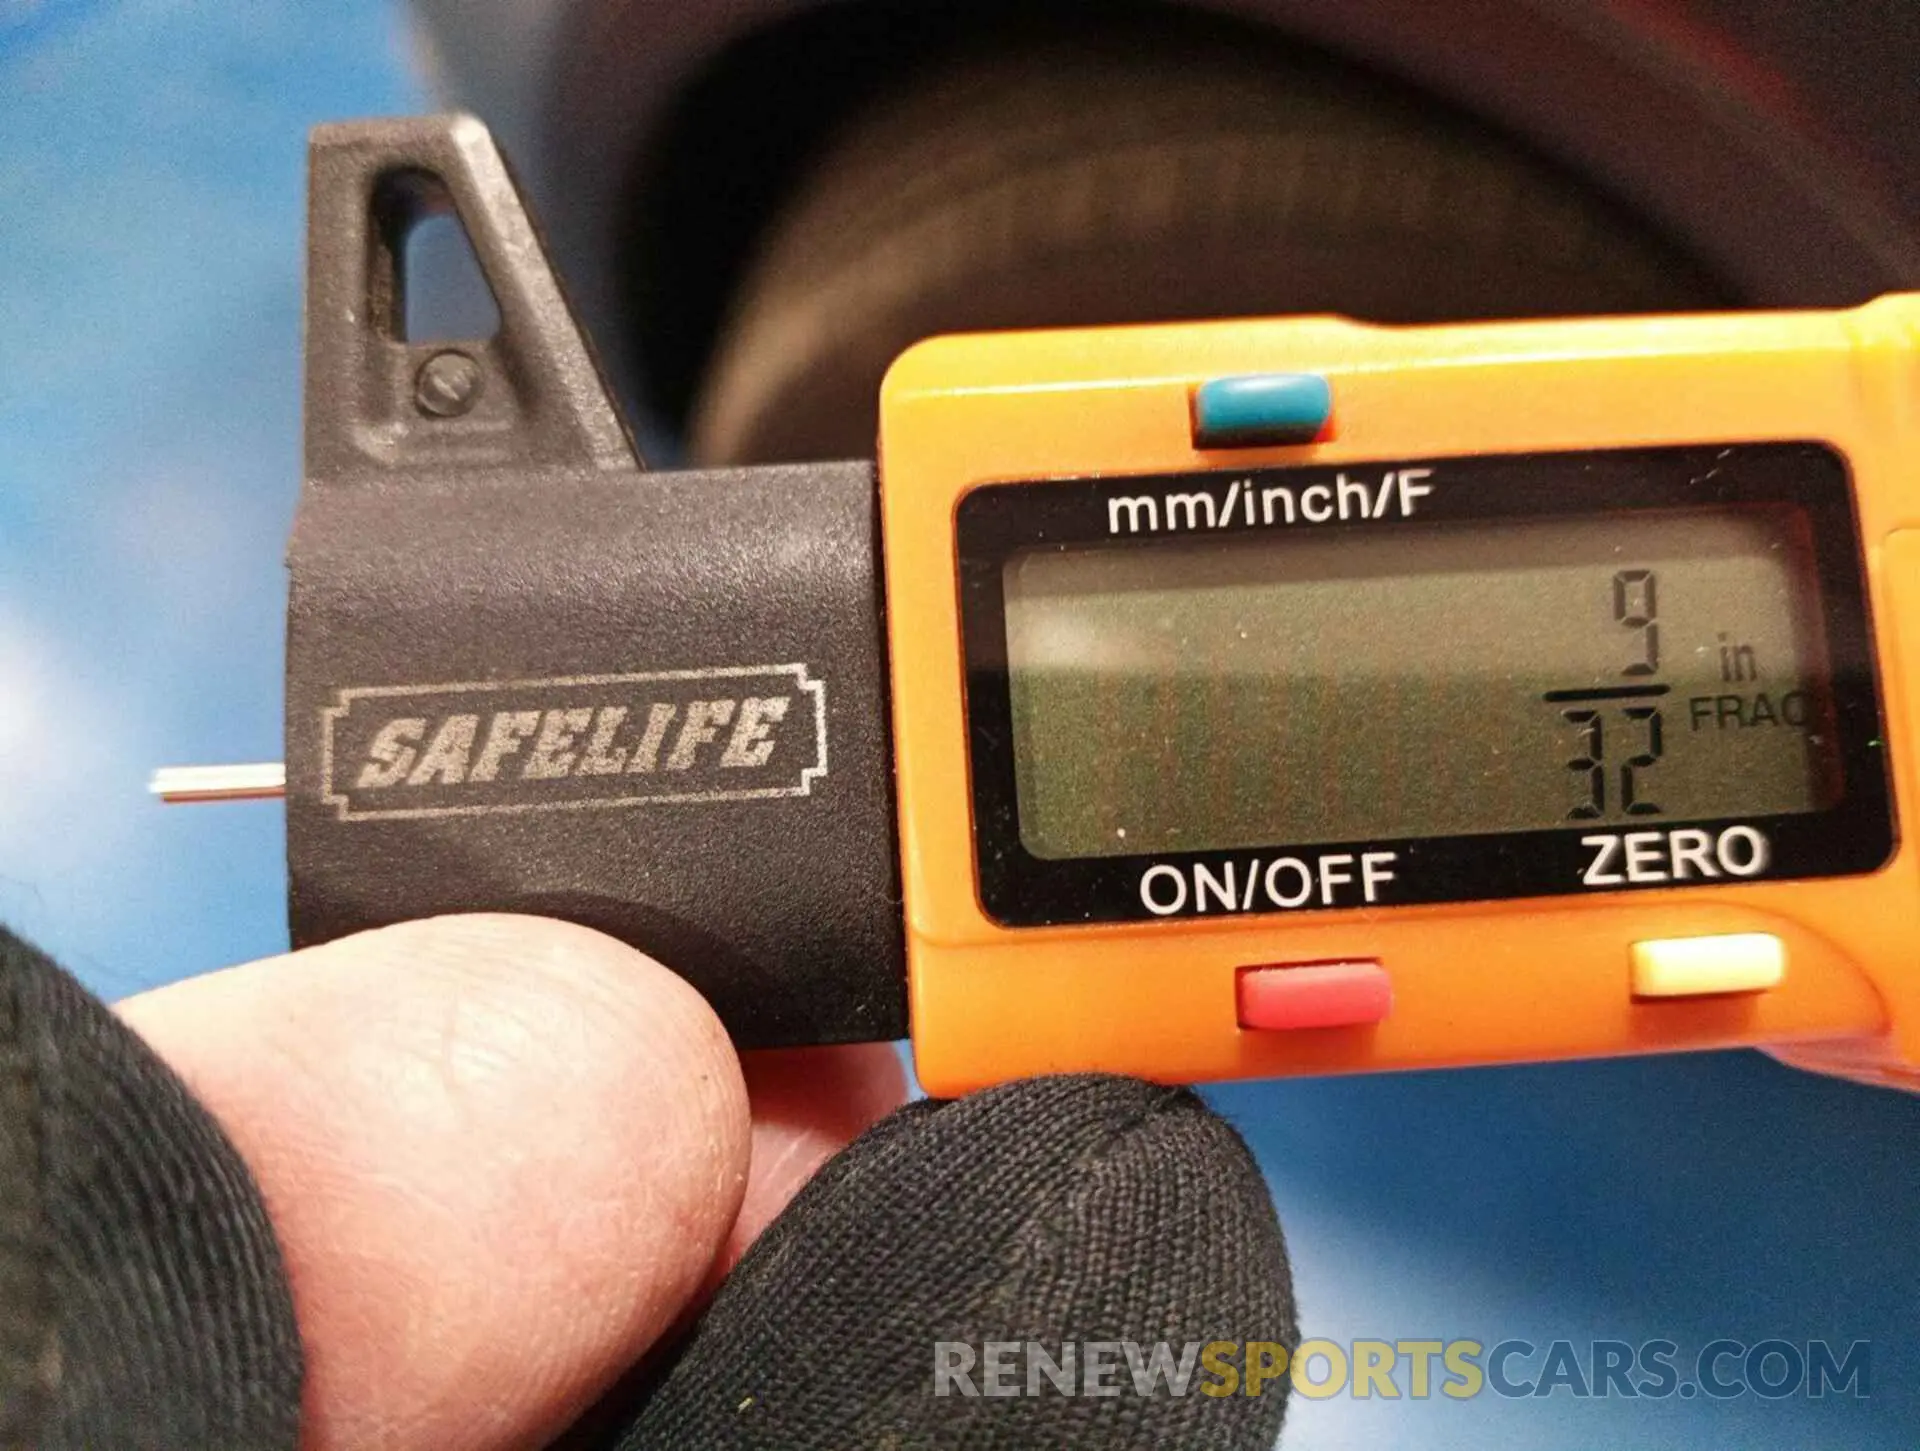 mm/inch/F
9
in
32
FRAC
SAFELIFE
ON/OFF
ZERO
RENEWSPORTSCARS.COM